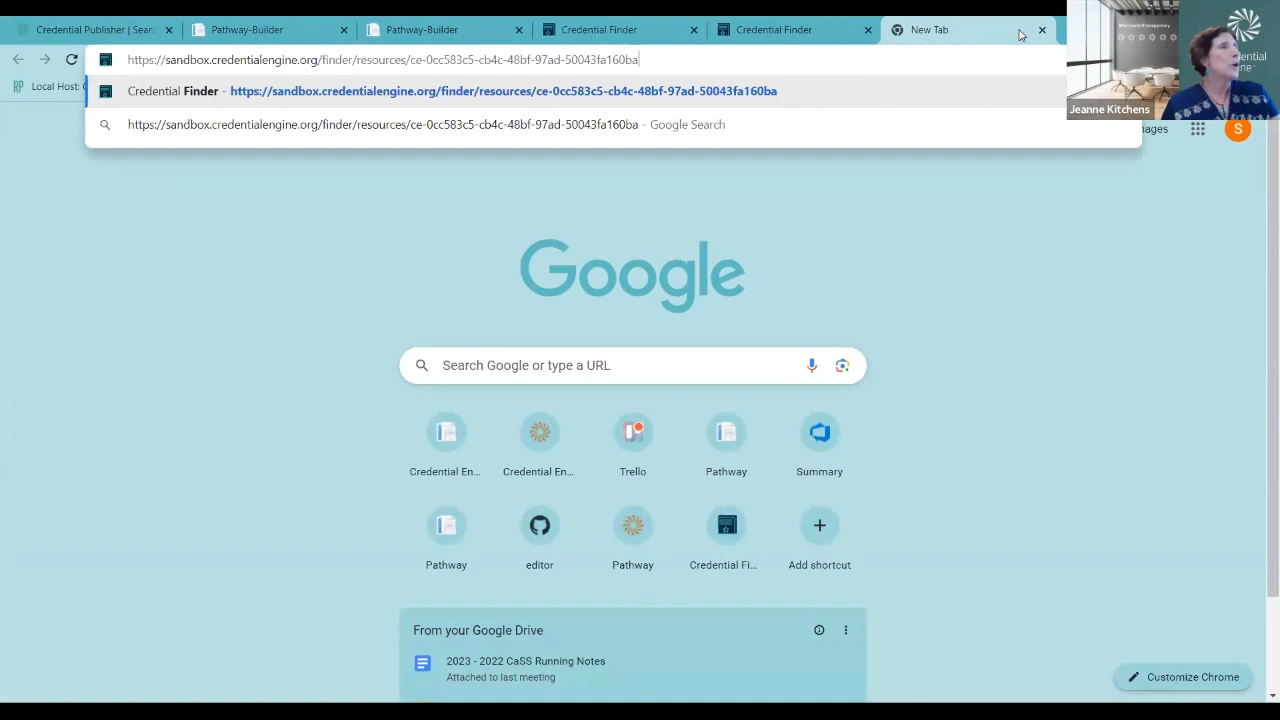 Credential Publisher | Sear
Pathway-Builder
Pathway-Builder
Credential Finder
Credential Finder
New Tab
https://sandbox.credentialengine.org/finder/resources/ce-0cc583c5-cb4c-48bf-97ad-50043fa160ba
Local Host:
Credential Finder - https://sandbox.credentialengine.org/finder/resources/ce-0cc583c5-cb4c-48bf-97ad-50043fa160ba
https://sandbox.credentialengine.org/finder/resources/ce-0cc583c5-cb4c-48bf-97ad-50043fa160ba - Google Search
Jeanne Kitchens
ages
S
Google
Search Google or type a URL
Credential En...
Credential En...
Trello
Pathway
Summary
Pathway
editor
Pathway
Credential Fi...
Add shortcut
From your Google Drive
2023 - 2022 CaSS Running Notes
Attached to last meeting
Customize Chrome